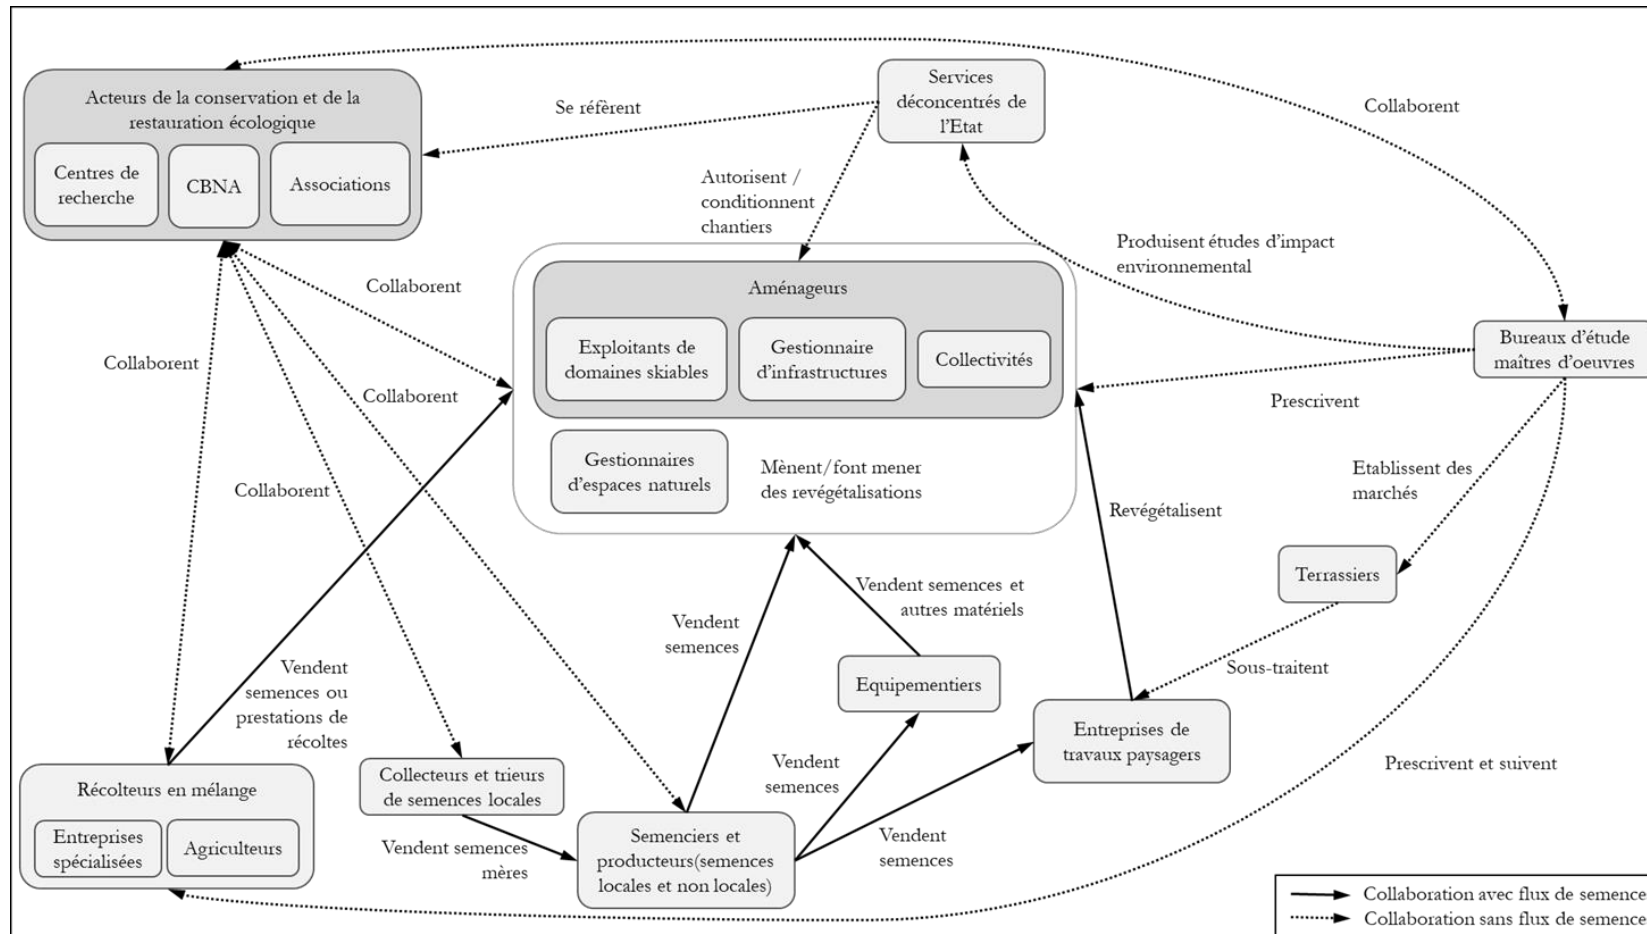 Acteurs de la conservation et de la
restauration écologique
Centres de
recherche
CBNA
Associations
Services
déconcentrés de
l'Etat
Se réfèrent
Collaborent
Autorisent /
conditionnent
chantiers
Produisent études d'impact
environnemental
Collaborent
Aménageurs
Exploitants de
domaines skiables
Gestionnaire
d'infrastructures
Collectivités
Bureaux d'étude
maîtres d'oeuvres
Collaborent
Collaborent
Prescrivent
Gestionnaires
d'espaces naturels
Mènent/font mener
des revégétalisations
Collaborent
Etablissent des
marchés
Revégétalisent
Terrassiers
Vendent semences et
autres matériels
Vendent
semences
Vendent
semences ou
prestations de
récoltes
Equipementiers
Sous-traitent
Entreprises de
travaux paysagers
Prescrivent et suivent
Récolteurs en mélange
Entreprises
spécialisées
Agriculteurs
Collecteurs et trieurs
de semences locales
Vendent
semences
Vendent semences
mères
Semenciers et
producteurs(semences
locales et non locales)
Vendent
semences
Collaboration avec flux de semences
Collaboration sans flux de semences